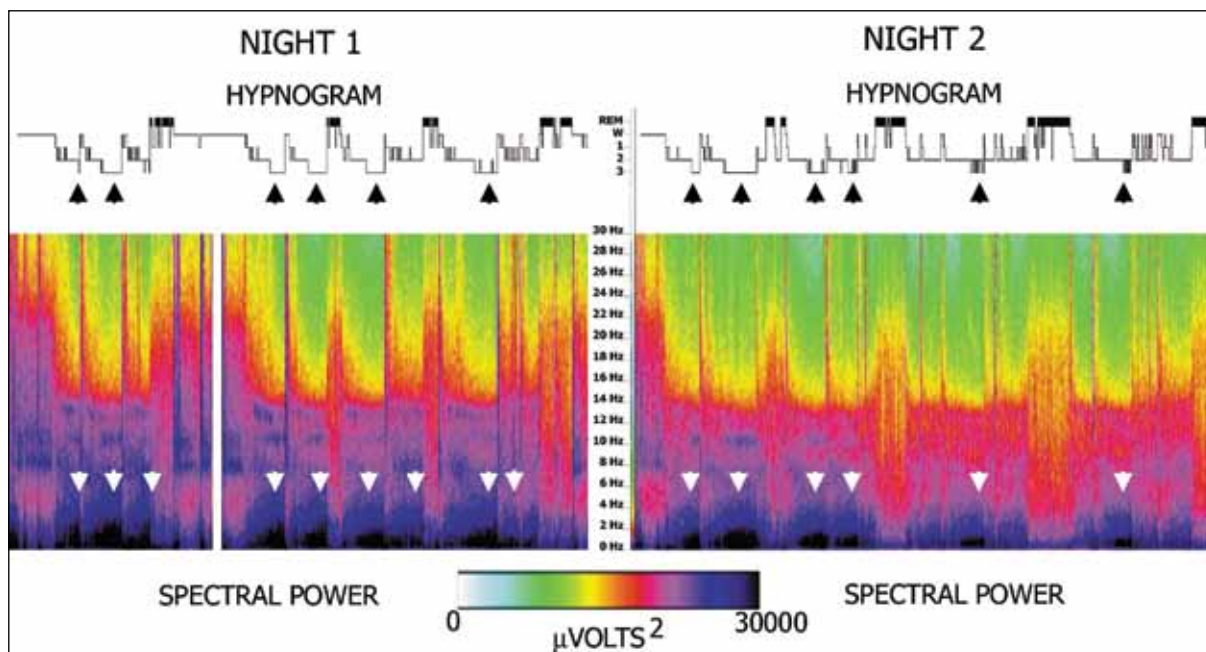 NIGHT 1
HYPNOGRAM
NIGHT 2
HYPNOGRAM
REM
W
1
2
3
30 Hz
28 Hz
26 Hz
24 Hz
22 Hz
20 Hz
18 Hz
16 Hz
14 Hz
12 Hz
10 Hz
8 Hz
6 Hz
4 Hz
2 Hz
0 Hz
SPECTRAL POWER
0
30000
μVOLTS²
SPECTRAL POWER